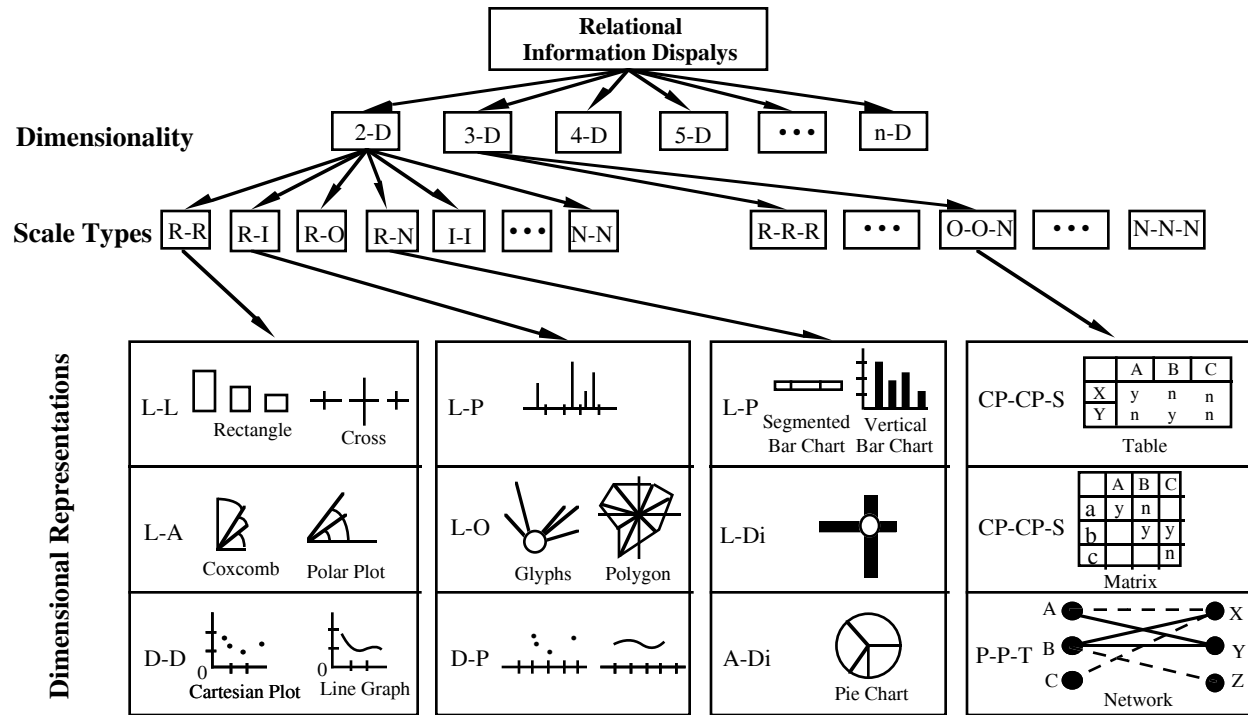 Relational
Information Dispalys
Dimensionality
2-D 3-D 4-D 5-D ••• n-D
Scale Types
R-R R-I R-O R-N I-I ••• N-N R-R-R ••• O-O-N ••• N-N-N
Dimensional Representations
L-L
Rectangle Cross
L-A
Coxcomb Polar Plot
D-D
0 0
Cartesian Plot Line Graph
L-P
L-O
Glyphs Polygon
D-P
L-P
Segmented Vertical
Bar Chart Bar Chart
L-Di
A-Di
Pie Chart
CP-CP-S
A B C
X y n n
Y n y n
Table
CP-CP-S
A B C
a y n
b y y
c n
Matrix
P-P-T
A X
B Y
C Z
Network